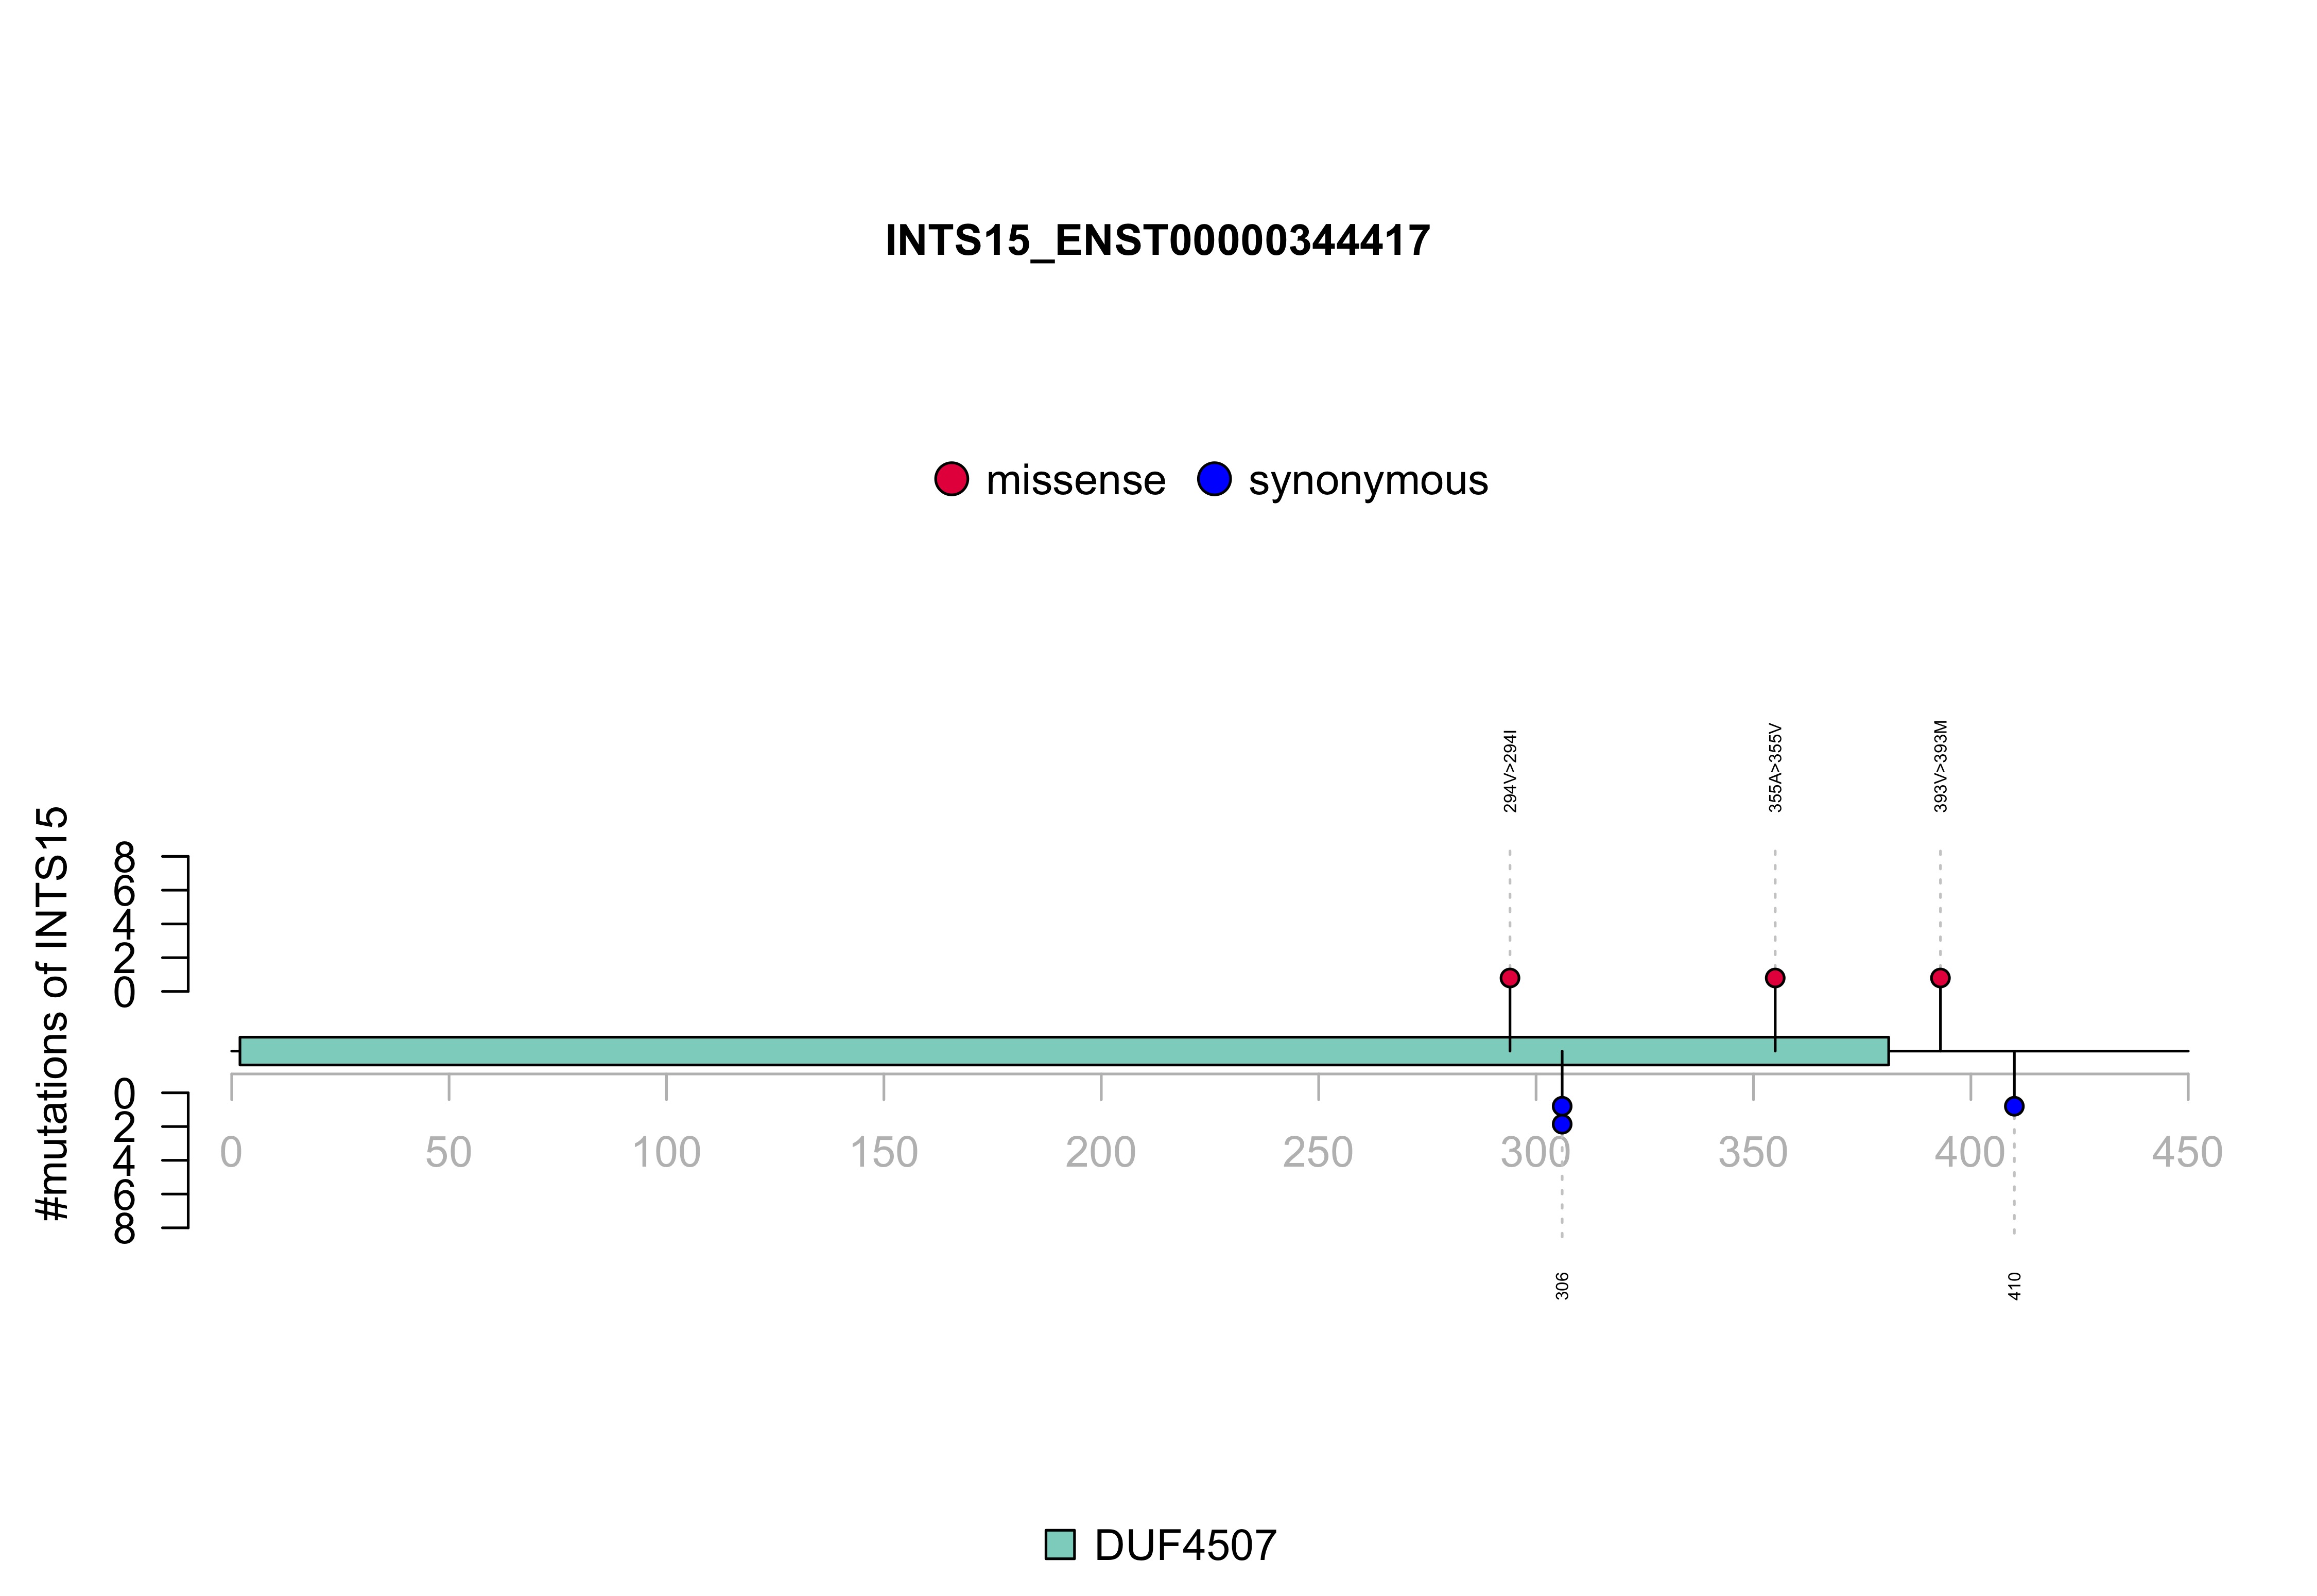 INTS15_ENST00000344417
missense synonymous
294V>294I 355A>355V 393V>393M
#mutations of INTS15
8
6
4
2
0
0
2
4
6
8
0 50 100 150 200 250 300 350 400 450
306 410
DUF4507